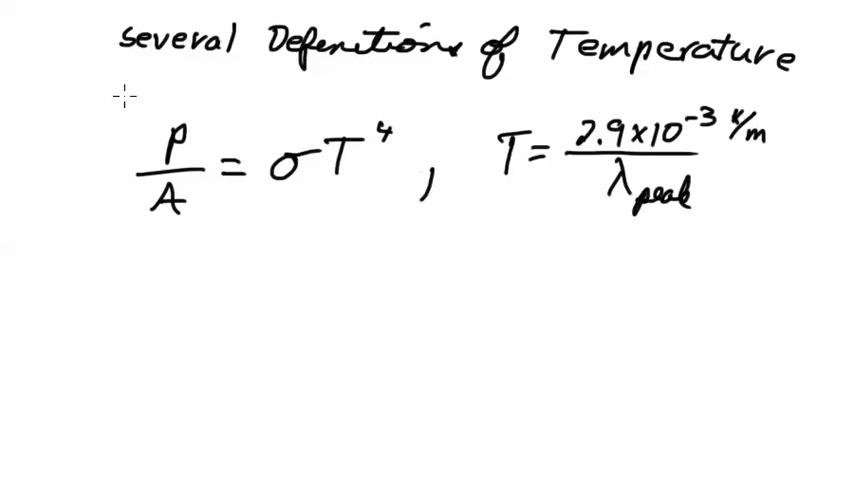 several Defenitions of Temperature
P/A = σT⁴ , T = 2.9×10⁻³ K/m / λpeak